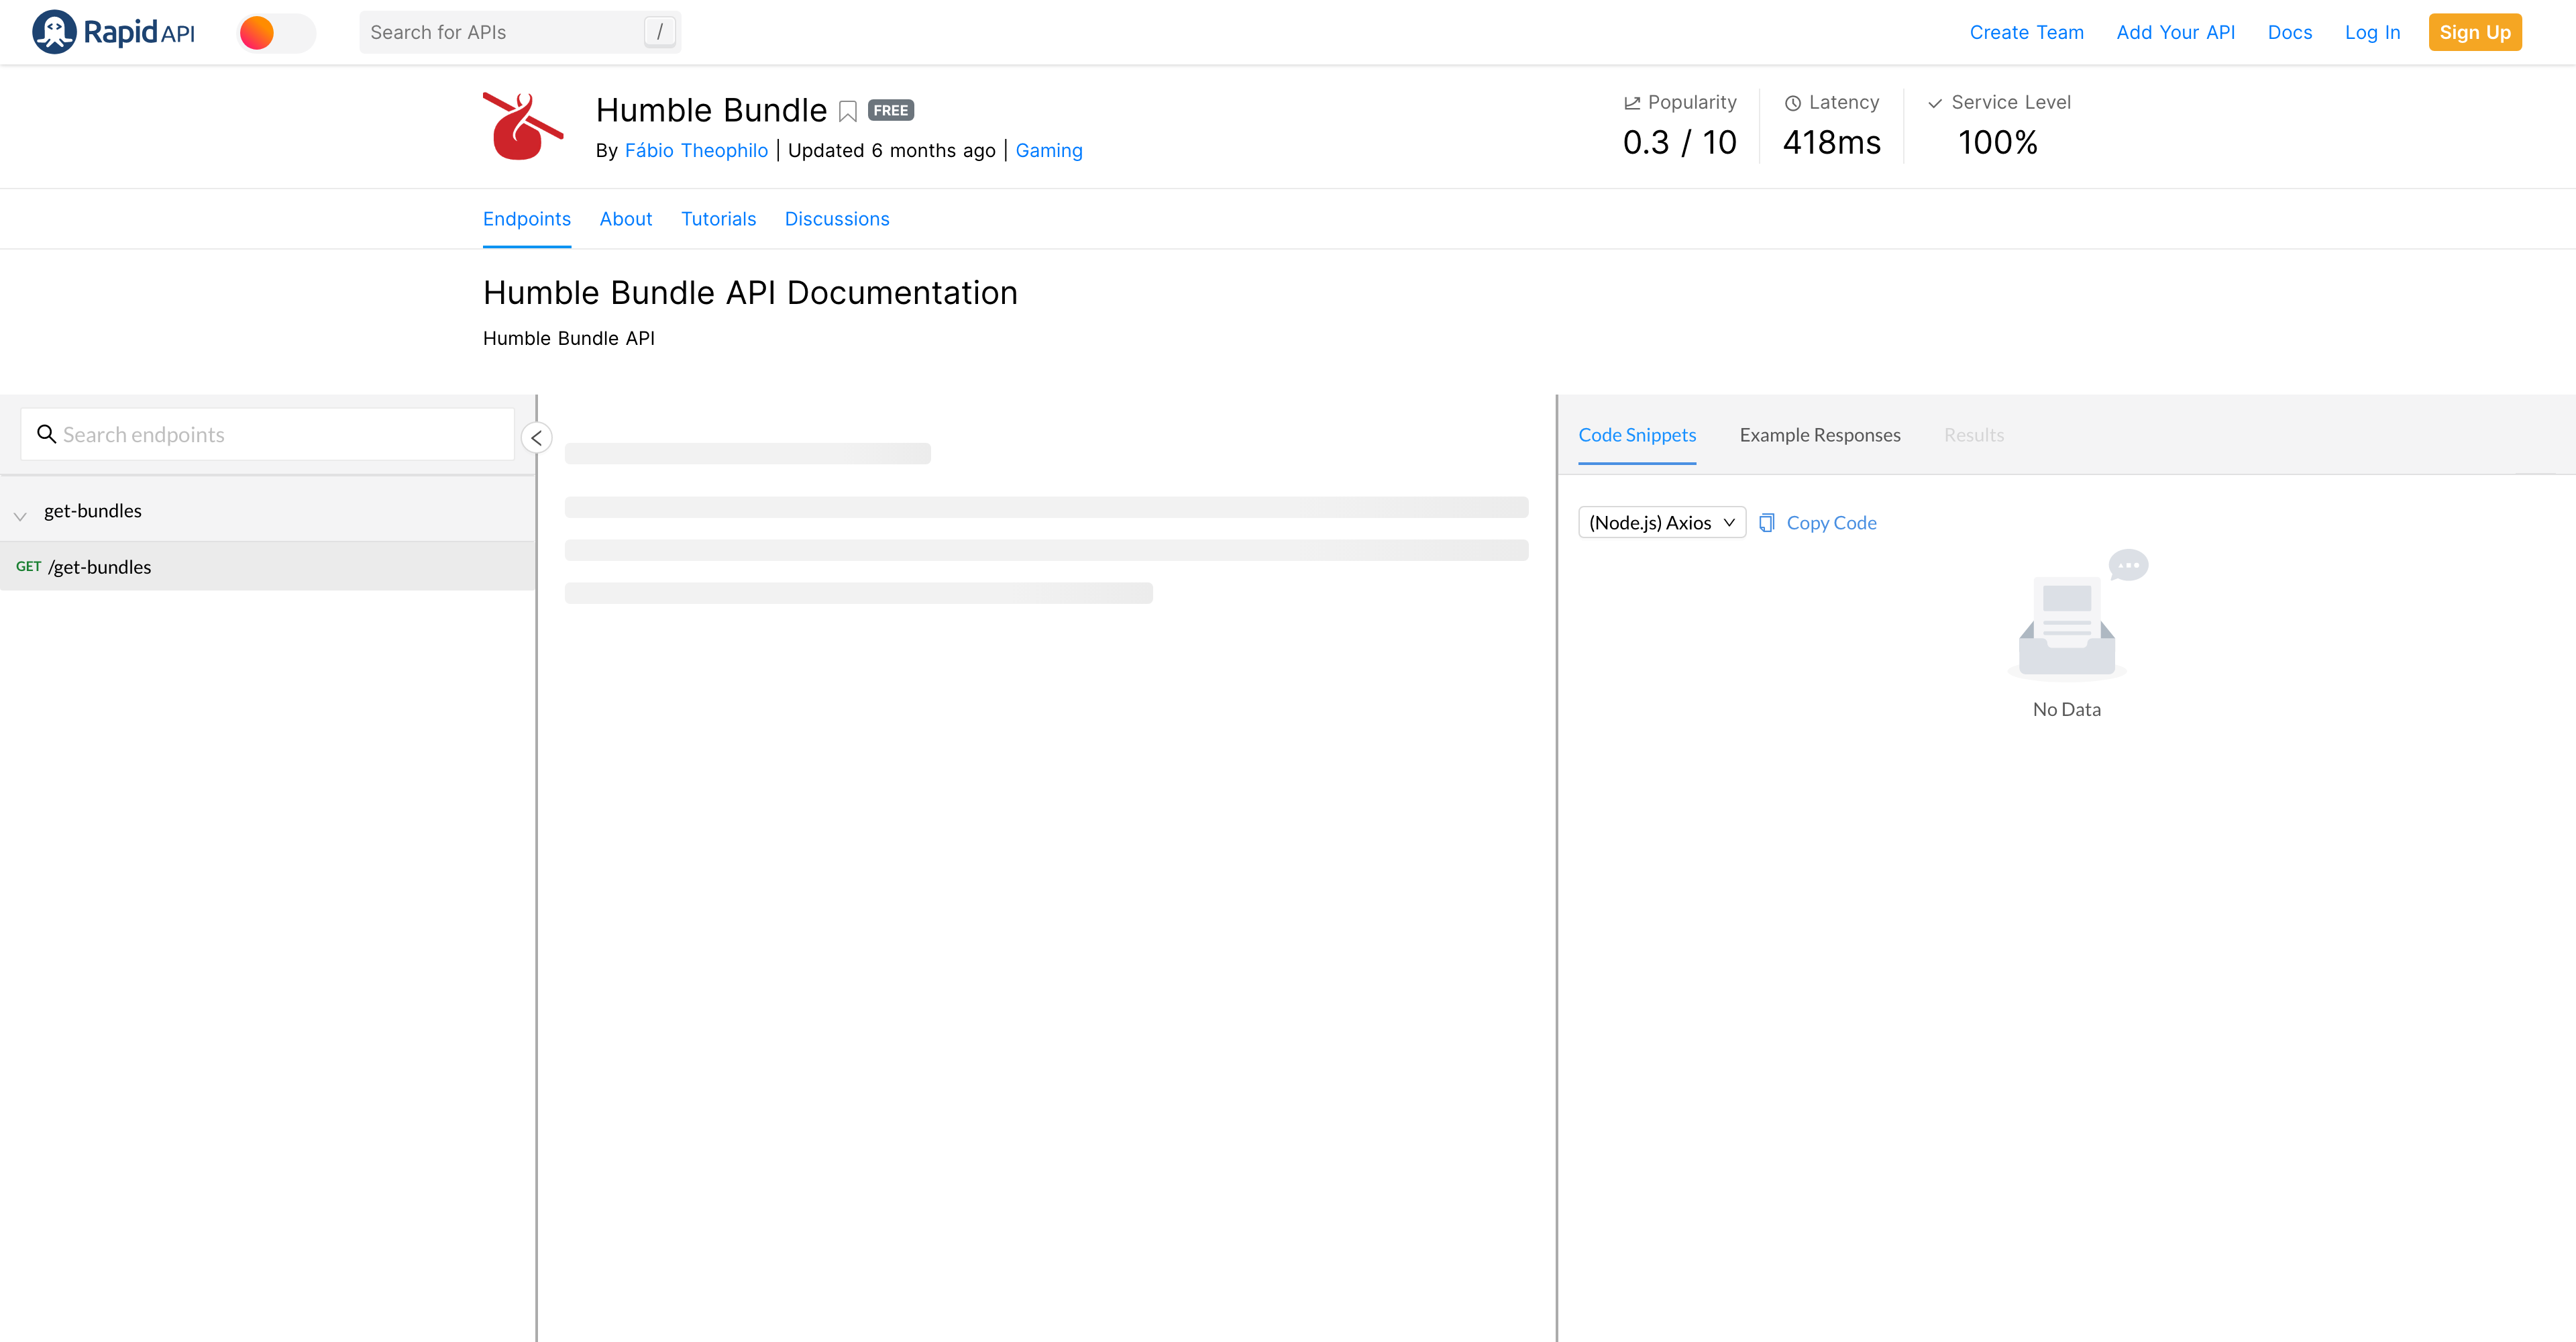 RapidAPI
Search for APIs
/
Create Team
Add Your API
Docs
Log In
Sign Up
Humble Bundle
FREE
By Fábio Theophilo | Updated 6 months ago | Gaming
Popularity
0.3 / 10
Latency
418ms
Service Level
100%
Endpoints
About
Tutorials
Discussions
Humble Bundle API Documentation
Humble Bundle API
Search endpoints
get-bundles
GET /get-bundles
Code Snippets
Example Responses
Results
(Node.js) Axios
Copy Code
No Data